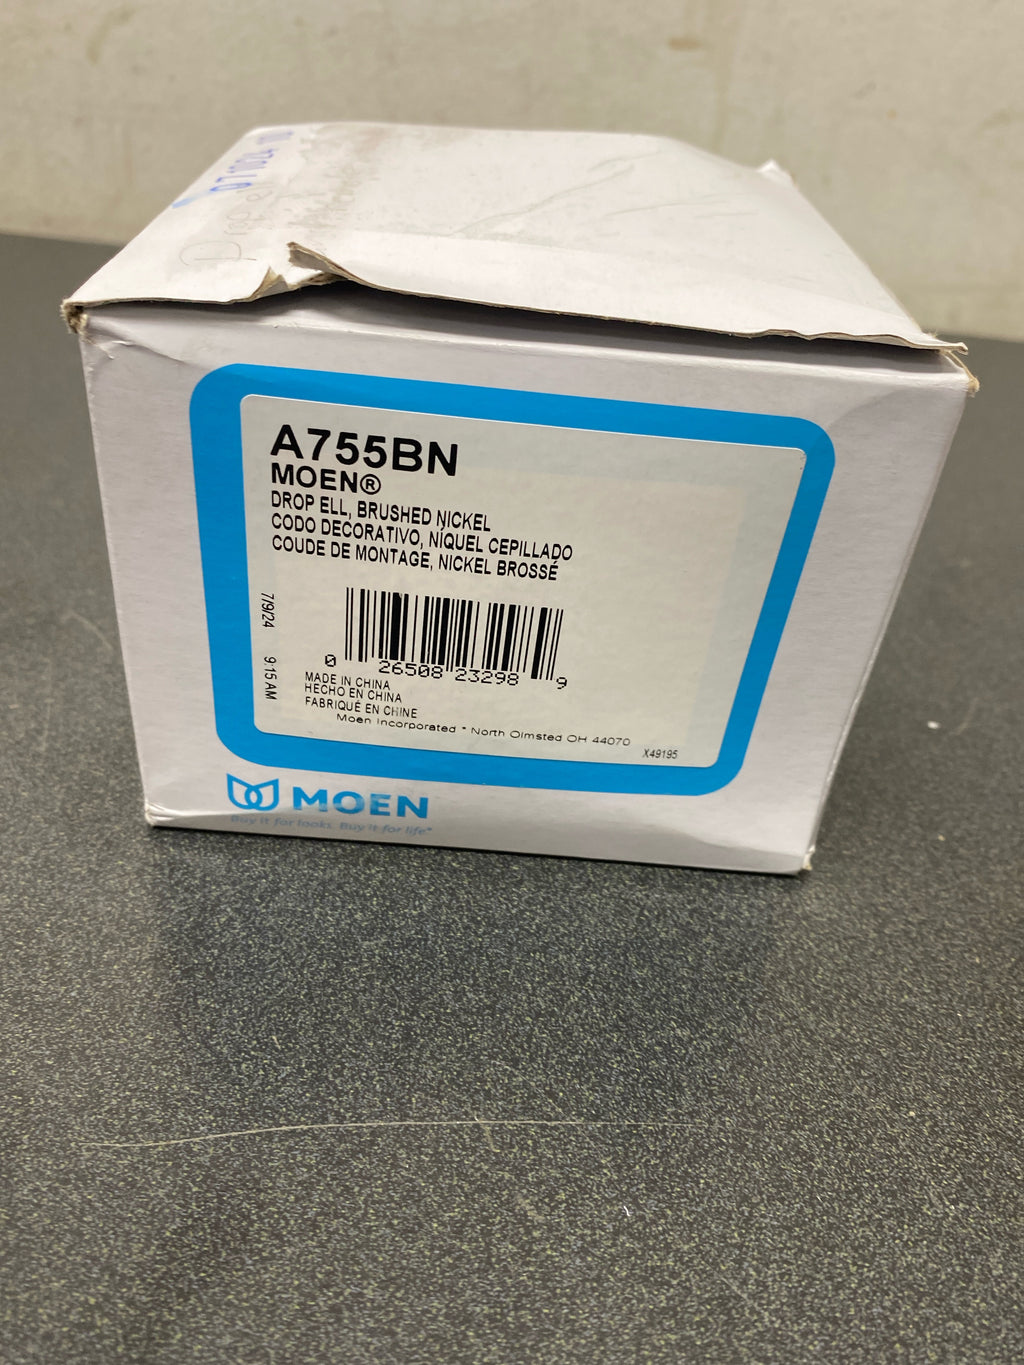 A755BN
MOEN®
DROP ELL, BRUSHED NICKEL
CODO DECORATIVO, NÍQUEL CEPILLADO
COUDE DE MONTAGE, NICKEL BROSSÉ
7/9/24 9:15 AM
0 26508 23298 9
MADE IN CHINA
HECHO EN CHINA
FABRIQUÉ EN CHINE
Moen Incorporated * North Olmsted OH 44070
X49195
MOEN
Buy it for looks. Buy it for life®